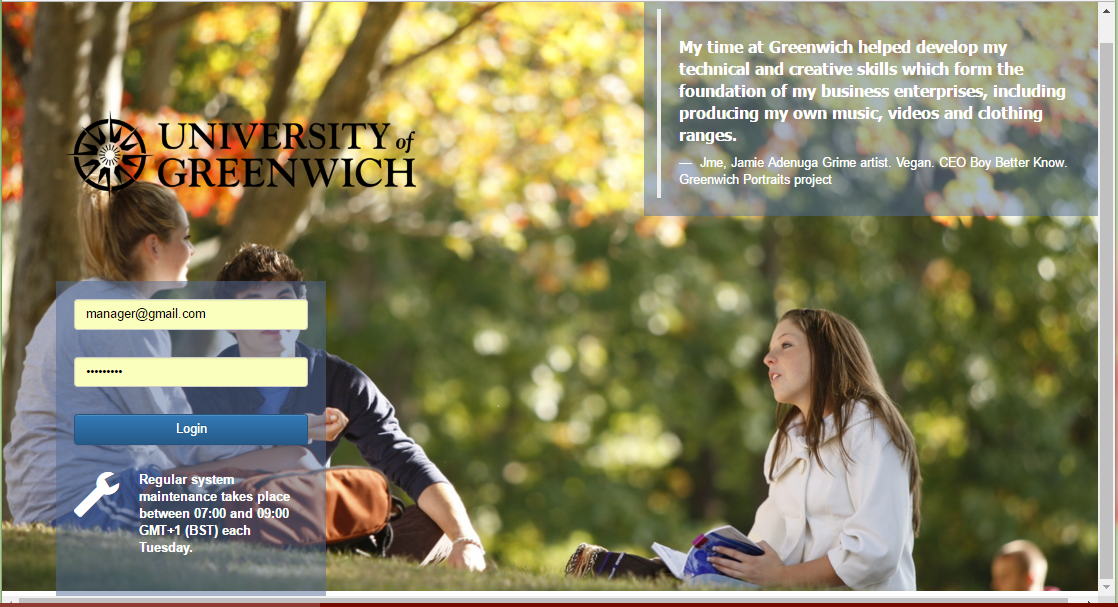 My time at Greenwich helped develop my
technical and creative skills which form the
foundation of my business enterprises, including
producing my own music, videos and clothing
ranges.
— Jme, Jamie Adenuga Grime artist. Vegan. CEO Boy Better Know.
Greenwich Portraits project
UNIVERSITY of
GREENWICH
manager@gmail.com
•••••••••
Login
Regular system
maintenance takes place
between 07:00 and 09:00
GMT+1 (BST) each
Tuesday.